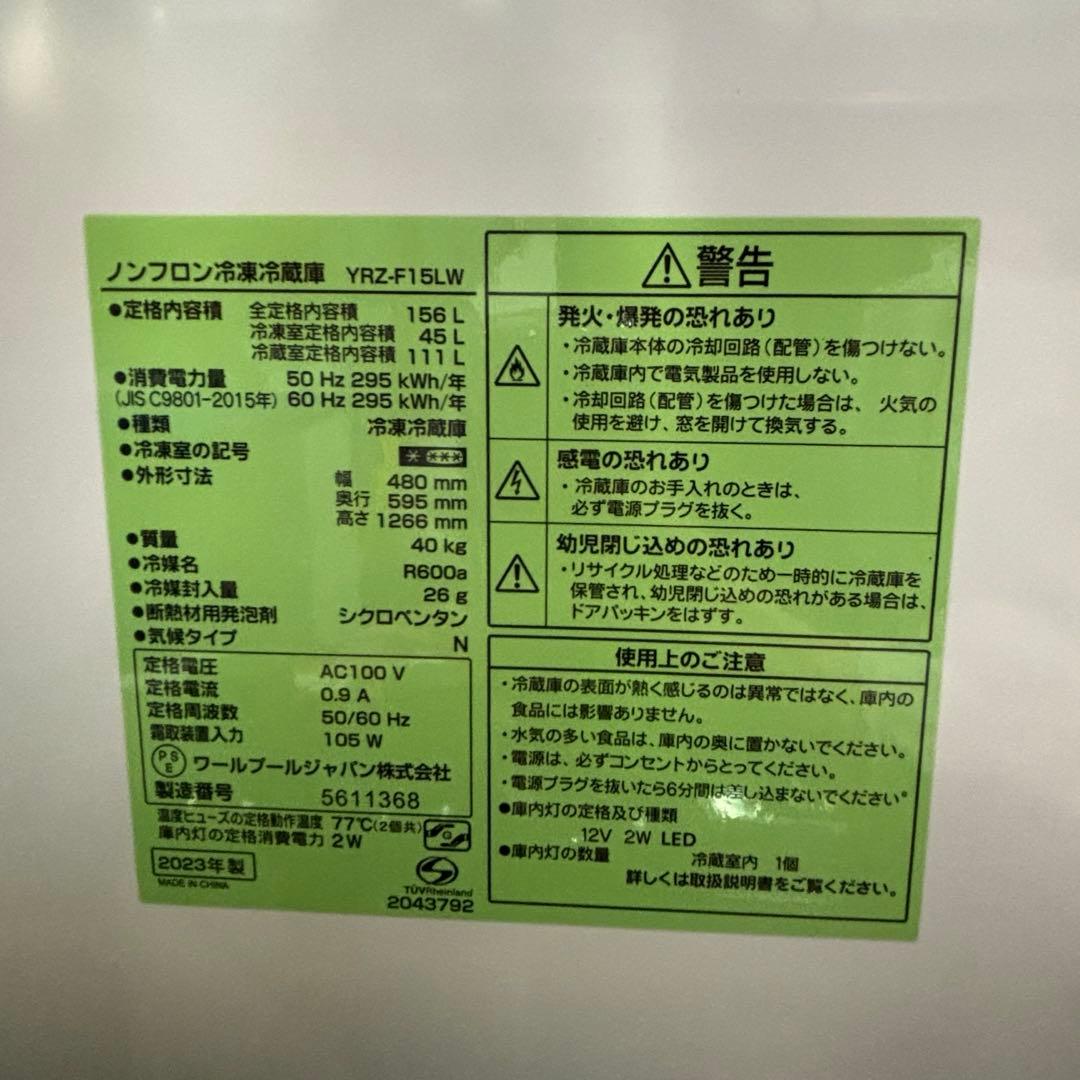 ノンフロン冷凍冷蔵庫 YRZ-F15LW
●定格内容積 全定格内容積 156 L
冷凍室定格内容積 45 L
冷蔵室定格内容積 111 L
●消費電力量 50 Hz 295 kWh/年
(JIS C9801-2015年) 60 Hz 295 kWh/年
●種類 冷凍冷蔵庫
●冷凍室の記号 * ***
●外形寸法 幅 480 mm
奥行 595 mm
高さ 1266 mm
●質量 40 kg
●冷媒名 R600a
●冷媒封入量 26 g
●断熱材用発泡剤 シクロペンタン
●気候タイプ N
定格電圧 AC100 V
定格電流 0.9 A
定格周波数 50/60 Hz
霜取装置入力 105 W
PSE ワールプールジャパン株式会社
製造番号 5611368
温度ヒューズの定格動作温度 77℃(2個共)
庫内灯の定格消費電力 2W
G
2023年製
MADE IN CHINA
TÜVRheinland
2043792
⚠警告
発火・爆発の恐れあり
・冷蔵庫本体の冷却回路(配管)を傷つけない。
・冷蔵庫内で電気製品を使用しない。
・冷却回路(配管)を傷つけた場合は、火気の
使用を避け、窓を開けて換気する。
感電の恐れあり
・冷蔵庫のお手入れのときは、
必ず電源プラグを抜く。
幼児閉じ込めの恐れあり
・リサイクル処理などのため一時的に冷蔵庫を
保管され、幼児閉じ込めの恐れがある場合は、
ドアパッキンをはずす。
使用上のご注意
・冷蔵庫の表面が熱く感じるのは異常ではなく、庫内の
食品には影響ありません。
・水気の多い食品は、庫内の奥に置かないでください。
・電源は、必ずコンセントからとってください。
・電源プラグを抜いたら6分間は差し込まないでください。
●庫内灯の定格及び種類
12V 2W LED
●庫内灯の数量 冷蔵室内 1個
詳しくは取扱説明書をご覧ください。